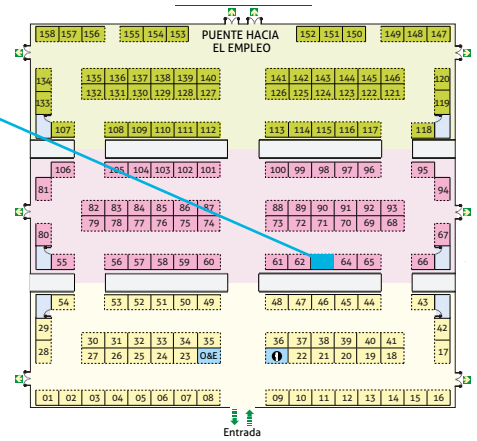 158 157 156 155 154 153 PUENTE HACIA 152 151 150 149 148 147
EL EMPLEO
134 135 136 137 138 139 140 141 142 143 144 145 146 120
133 132 131 130 129 128 127 126 125 124 123 122 121 119
107 108 109 110 111 112 113 114 115 116 117 118
106 105 104 103 102 101 100 99 98 97 96 95
81 94
82 83 84 85 86 87 88 89 90 91 92 93
79 78 77 76 75 74 73 72 71 70 69 68
80 67
55 56 57 58 59 60 61 62 64 65 66
54 53 52 51 50 49 48 47 46 45 44 43
29 42
30 31 32 33 34 35 36 37 38 39 40 41
28 27 26 25 24 23 O&E 22 21 20 19 18 17
01 02 03 04 05 06 07 08 09 10 11 12 13 14 15 16
Entrada